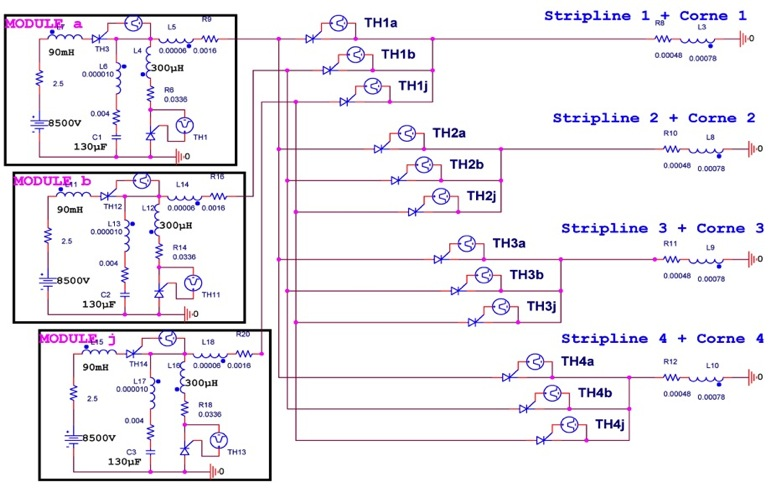 MODULE a
L7
90mH
2.5
8500V
TH3
L6
0.000010
0.004
C1
130µF
L4
300µH
R6
0.0336
TH1
L5
0.00006
R9
0.0016
0
MODULE b
L11
90mH
2.5
8500V
TH12
L13
0.000010
0.004
C2
130µF
L12
300µH
R14
0.0336
TH11
L14
0.00006
R16
0.0016
0
MODULE j
L15
90mH
2.5
8500V
TH14
L17
0.000010
0.004
C3
130µF
L16
300µH
R18
0.0336
TH13
L18
0.00006
R20
0.0016
0
TH1a
TH1b
TH1j
Stripline 1 + Corne 1
R8
0.00048
L3
0.00078
0
TH2a
TH2b
TH2j
Stripline 2 + Corne 2
R10
0.00048
L8
0.00078
0
TH3a
TH3b
TH3j
Stripline 3 + Corne 3
R11
0.00048
L9
0.00078
0
TH4a
TH4b
TH4j
Stripline 4 + Corne 4
R12
0.00048
L10
0.00078
0